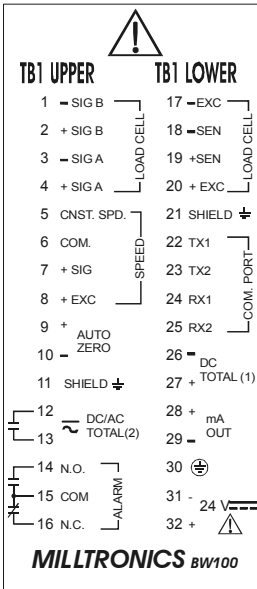 TB1 UPPER
1 - SIG B
2 + SIG B
3 - SIG A
4 + SIG A
LOAD CELL
5 CNST. SPD.
6 COM.
7 + SIG
8 + EXC
SPEED
9 +
10 -
AUTO
ZERO
11 SHIELD
12
13
DC/AC
TOTAL(2)
14 N.O.
15 COM
16 N.C.
ALARM
TB1 LOWER
17 -EXC
18 -SEN
19 +SEN
20 + EXC
LOAD CELL
21 SHIELD
22 TX1
23 TX2
24 RX1
25 RX2
COM. PORT
26 -
27 +
DC
TOTAL (1)
28 +
29 -
mA
OUT
30
31 -
32 +
24 V
MILLTRONICS BW100